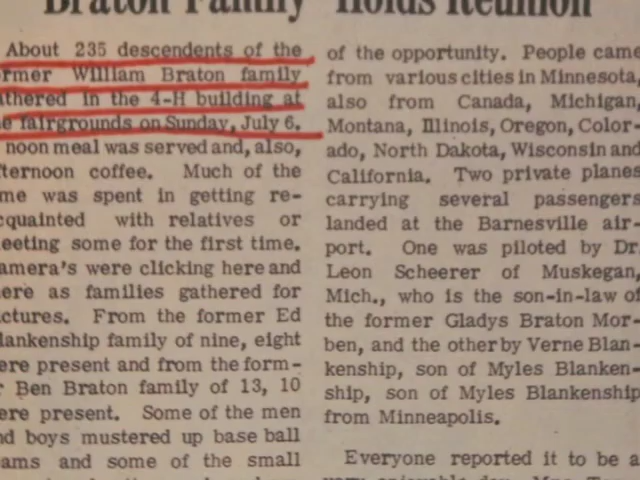 Braton Family Holds Reunion
About 235 descendents of the
rmer William Braton family
athered in the 4-H building at
e fairgrounds on Sunday, July 6.
noon meal was served and, also,
fternoon coffee. Much of the
me was spent in getting re-
cquainted with relatives or
eeting some for the first time.
amera's were clicking here and
ere as families gathered for
ctures. From the former Ed
lankenship family of nine, eight
ere present and from the form-
r Ben Braton family of 13, 10
ere present. Some of the men
nd boys mustered up base ball
ams and some of the small
of the opportunity. People came
from various cities in Minnesota,
also from Canada, Michigan,
Montana, Illinois, Oregon, Color-
ado, North Dakota, Wisconsin and
California. Two private planes
carrying several passengers
landed at the Barnesville air-
port. One was piloted by Dr.
Leon Scheerer of Muskegan,
Mich., who is the son-in-law of
the former Gladys Braton Mor-
ben, and the other by Verne Blan-
kenship, son of Myles Blanken-
ship, son of Myles Blankenship
from Minneapolis.
Everyone reported it to be a